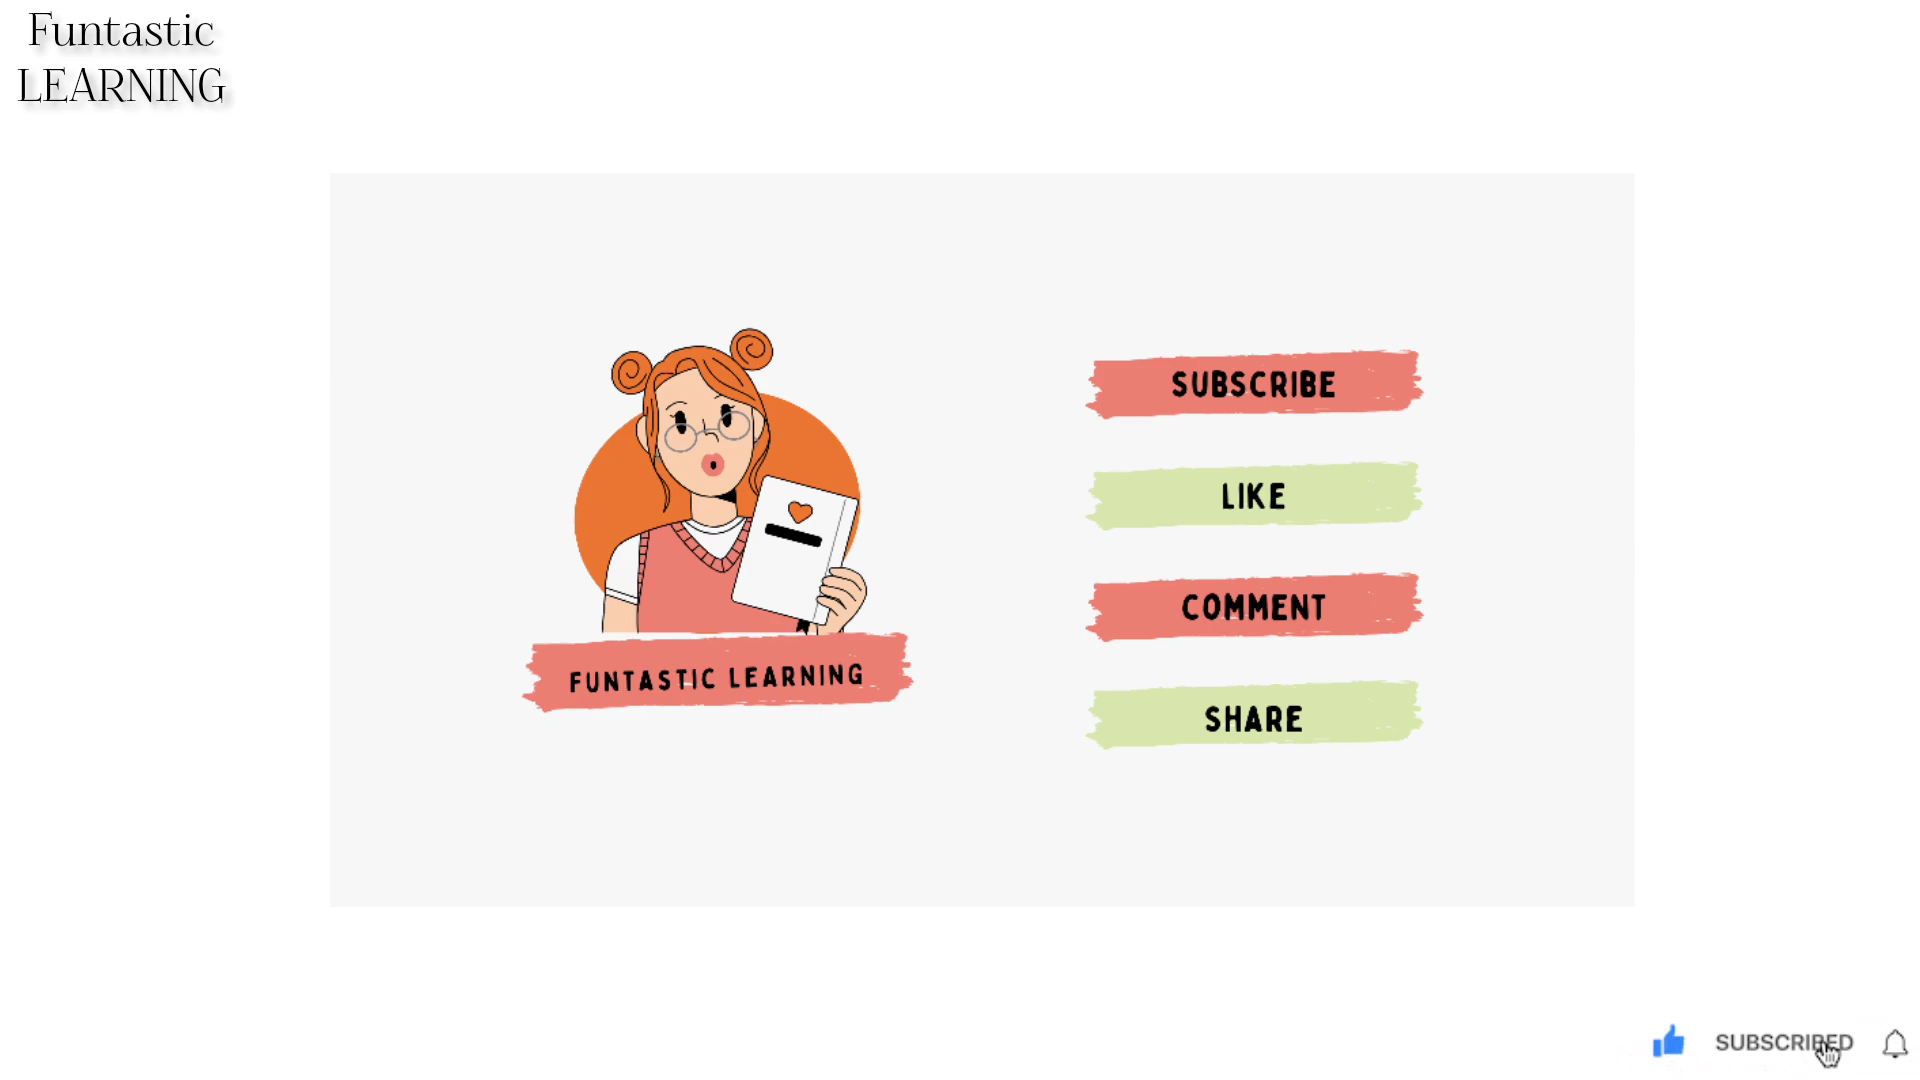 Funtastic
LEARNING
SUBSCRIBE
LIKE
COMMENT
FUNTASTIC LEARNING
SHARE
SUBSCRIBED